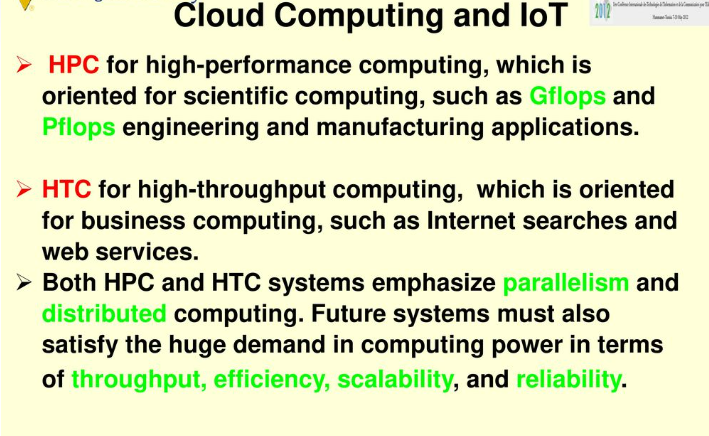 Cloud Computing and IoT
2012
➢ HPC for high-performance computing, which is
oriented for scientific computing, such as Gflops and
Pflops engineering and manufacturing applications.
➢ HTC for high-throughput computing, which is oriented
for business computing, such as Internet searches and
web services.
➢ Both HPC and HTC systems emphasize parallelism and
distributed computing. Future systems must also
satisfy the huge demand in computing power in terms
of throughput, efficiency, scalability, and reliability.